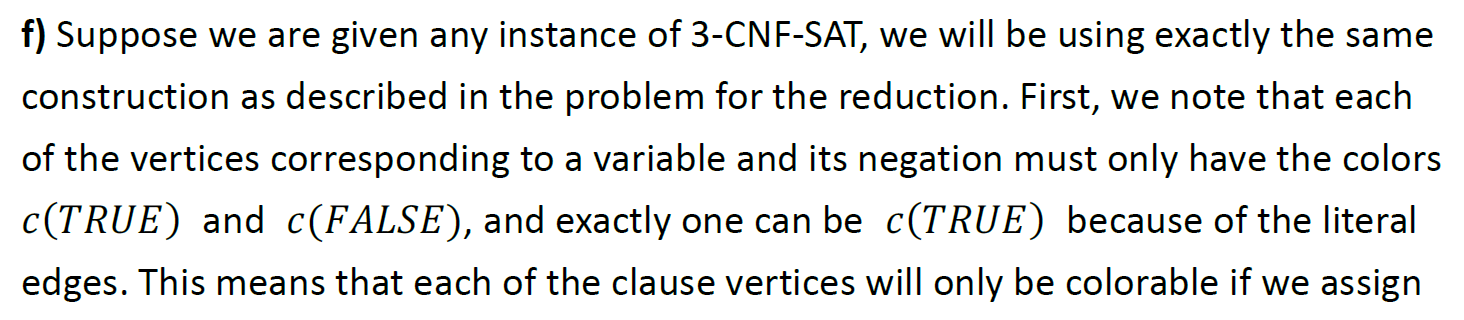 f) Suppose we are given any instance of 3-CNF-SAT, we will be using exactly the same
construction as described in the problem for the reduction. First, we note that each
of the vertices corresponding to a variable and its negation must only have the colors
c(TRUE) and c(FALSE), and exactly one can be c(TRUE) because of the literal
edges. This means that each of the clause vertices will only be colorable if we assign